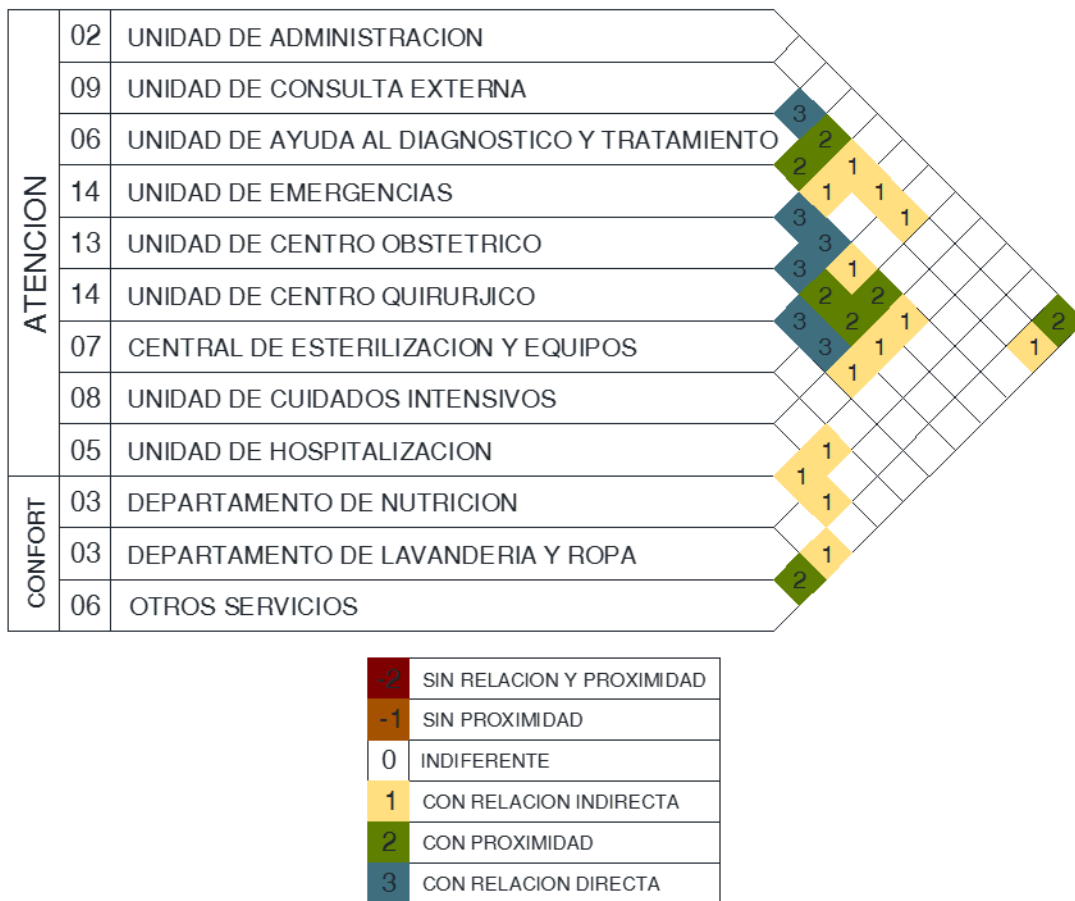 ATENCION
02 UNIDAD DE ADMINISTRACION
09 UNIDAD DE CONSULTA EXTERNA
3
06 UNIDAD DE AYUDA AL DIAGNOSTICO Y TRATAMIENTO 2
2 1
14 UNIDAD DE EMERGENCIAS 1 1
3 1
13 UNIDAD DE CENTRO OBSTETRICO 3
3 1
14 UNIDAD DE CENTRO QUIRURJICO 2 2
3 2 1 2
07 CENTRAL DE ESTERILIZACION Y EQUIPOS 3 1 1
1
08 UNIDAD DE CUIDADOS INTENSIVOS
05 UNIDAD DE HOSPITALIZACION 1
1
CONFORT
03 DEPARTAMENTO DE NUTRICION 1
03 DEPARTAMENTO DE LAVANDERIA Y ROPA 1
2
06 OTROS SERVICIOS
-2 SIN RELACION Y PROXIMIDAD
-1 SIN PROXIMIDAD
0 INDIFERENTE
1 CON RELACION INDIRECTA
2 CON PROXIMIDAD
3 CON RELACION DIRECTA